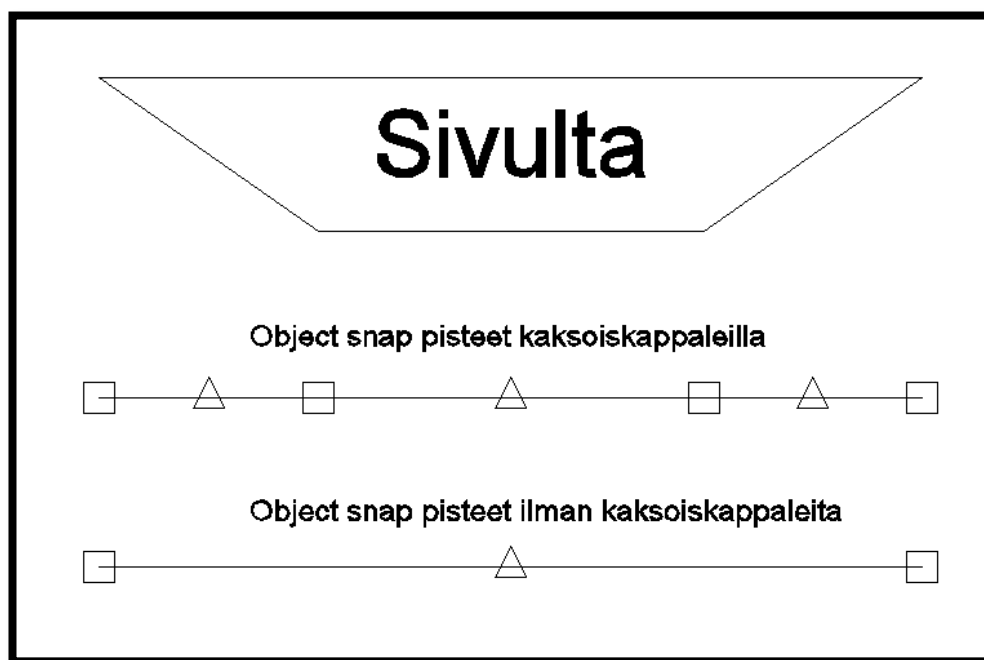 Sivulta
Object snap pisteet kaksoiskappaleilla
Object snap pisteet ilman kaksoiskappaleita